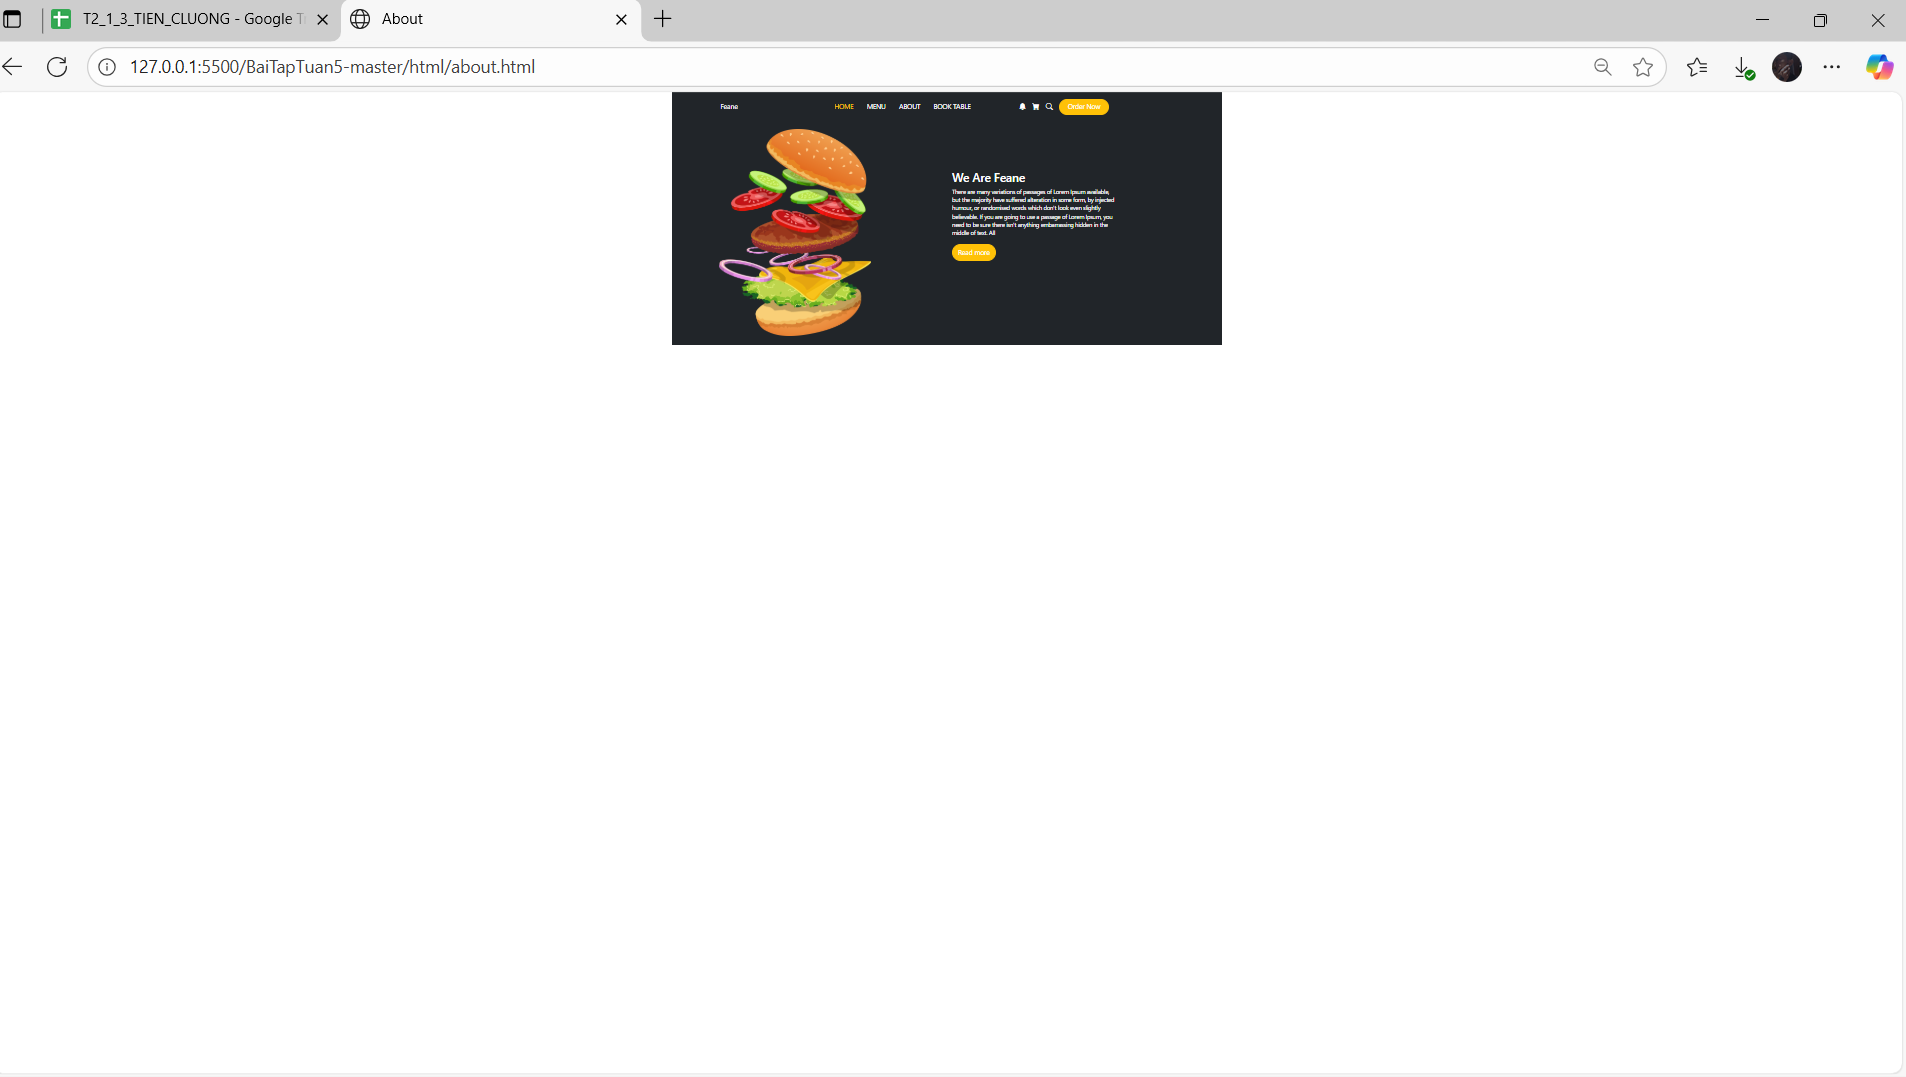 T2_1_3_TIEN_CLUONG - Google T
About
127.0.0.1:5500/BaiTapTuan5-master/html/about.html
Feane
HOME MENU ABOUT BOOK TABLE
Order Now
We Are Feane
There are many variations of passages of Lorem Ipsum available,
but the majority have suffered alteration in some form, by injected
humour, or randomised words which don't look even slightly
believable. If you are going to use a passage of Lorem Ipsum, you
need to be sure there isn't anything embarrassing hidden in the
middle of text. All
Read more